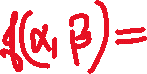 f(α, β) =